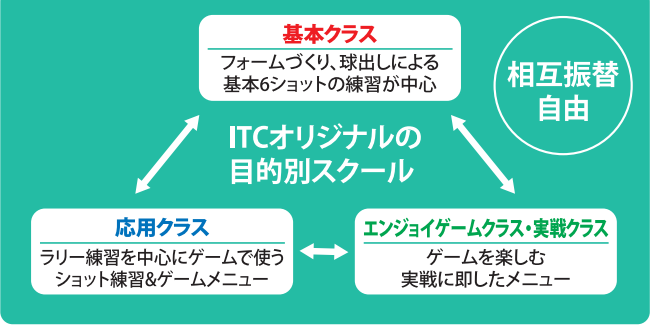 基本クラス
フォームづくり、球出しによる
基本6ショットの練習が中心
相互振替
自由
ITCオリジナルの
目的別スクール
応用クラス
ラリー練習を中心にゲームで使う
ショット練習&ゲームメニュー
エンジョイゲームクラス・実戦クラス
ゲームを楽しむ
実戦に即したメニュー